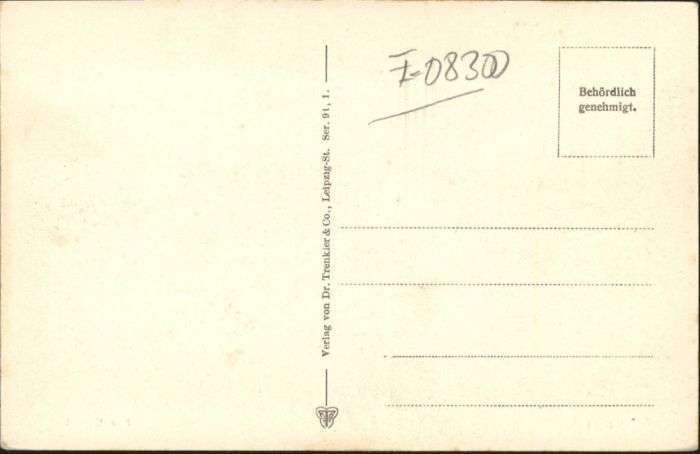 I-08300
Behördlich
genehmigt.
Verlag von Dr. Trenkler & Co., Leipzig-St. Ser. 91, 1.